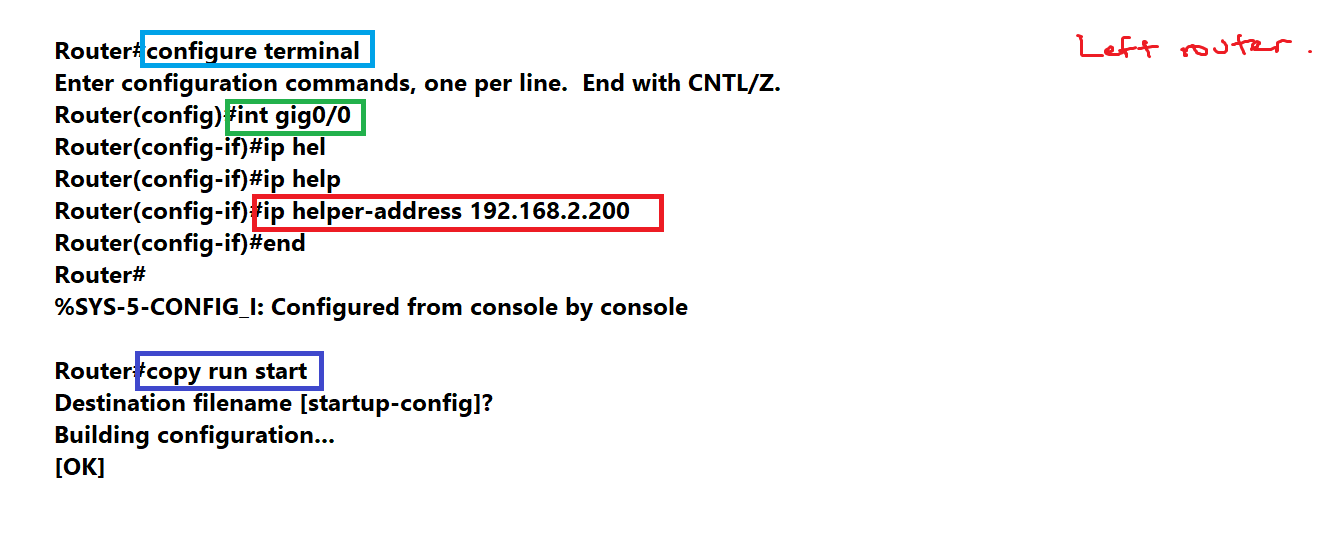 Router#configure terminal
Left router.
Enter configuration commands, one per line. End with CNTL/Z.
Router(config)#int gig0/0
Router(config-if)#ip hel
Router(config-if)#ip help
Router(config-if)#ip helper-address 192.168.2.200
Router(config-if)#end
Router#
%SYS-5-CONFIG_I: Configured from console by console
Router#copy run start
Destination filename [startup-config]?
Building configuration...
[OK]